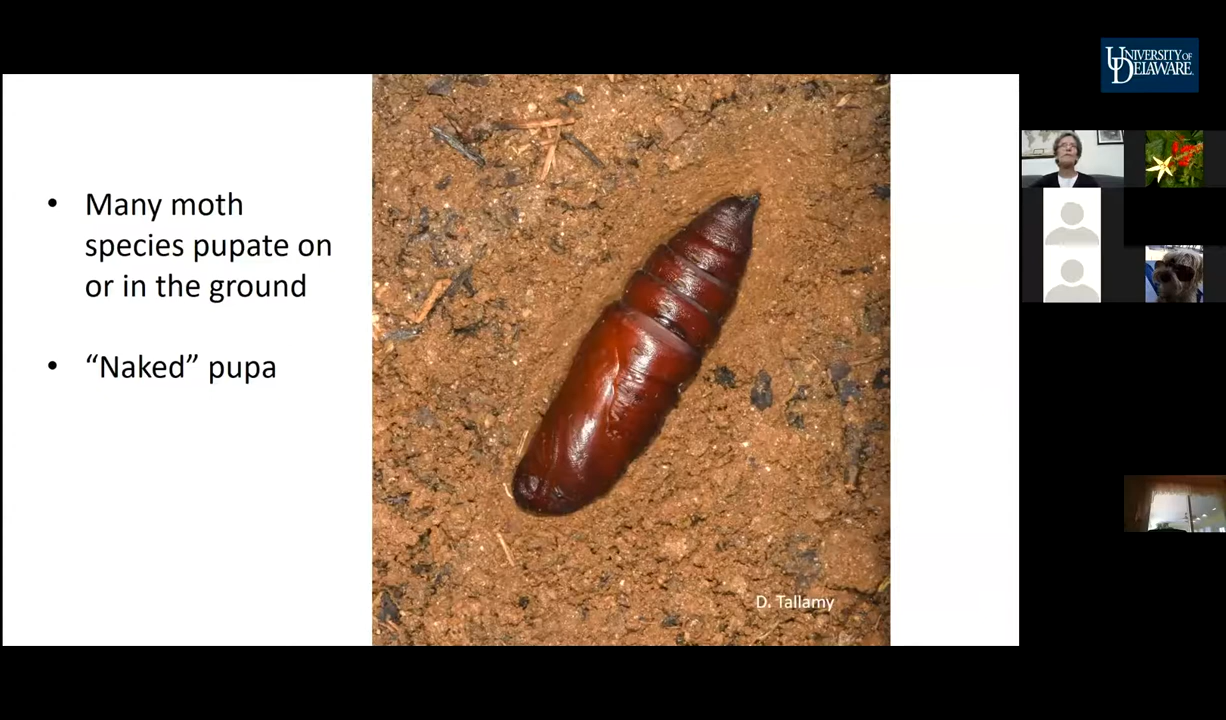 UNIVERSITY OF
DELAWARE
• Many moth
species pupate on
or in the ground
• “Naked” pupa
D. Tallamy